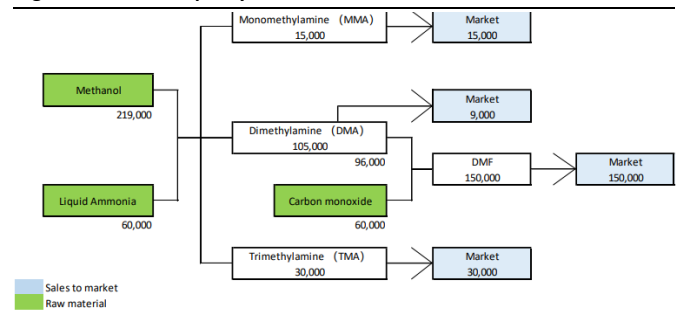 Monomethylamine （MMA）
15,000
Market
15,000
Methanol
219,000
Market
9,000
Dimethylamine （DMA）
105,000
96,000
DMF
150,000
Market
150,000
Liquid Ammonia
60,000
Carbon monoxide
60,000
Trimethylamine （TMA）
30,000
Market
30,000
Sales to market
Raw material